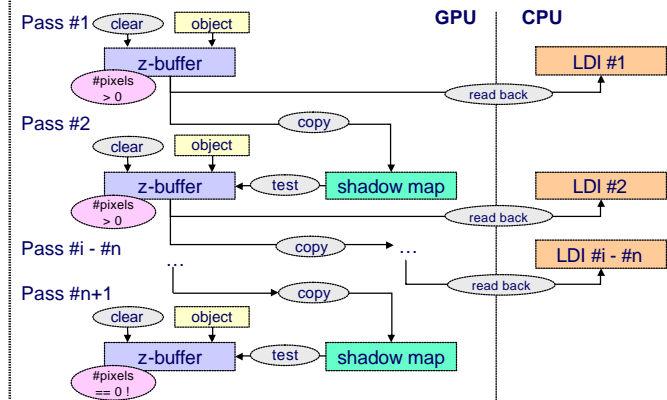 GPU
CPU
Pass #1
clear
object
z-buffer
LDI #1
#pixels
> 0
read back
Pass #2
copy
clear
object
z-buffer
test
shadow map
LDI #2
#pixels
> 0
read back
Pass #i - #n
copy
...
LDI #i - #n
...
read back
Pass #n+1
copy
clear
object
z-buffer
test
shadow map
#pixels
== 0 !